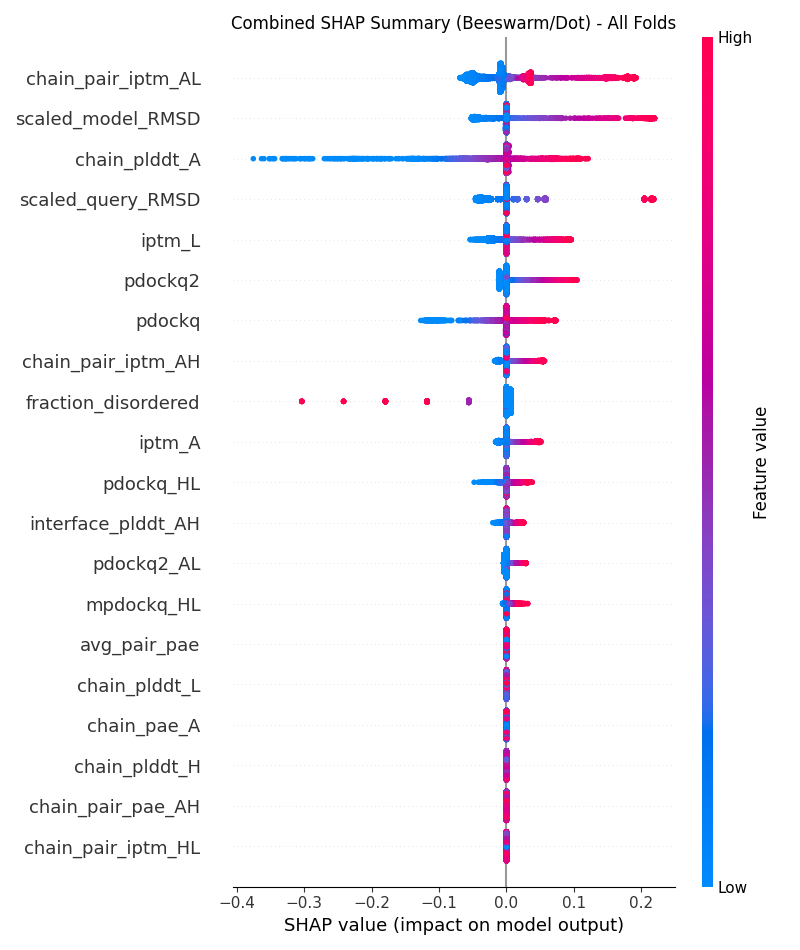 Combined SHAP Summary (Beeswarm/Dot) - All Folds
High
chain_pair_iptm_AL
scaled_model_RMSD
chain_plddt_A
scaled_query_RMSD
iptm_L
pdockq2
pdockq
chain_pair_iptm_AH
fraction_disordered
iptm_A
pdockq_HL
interface_plddt_AH
pdockq2_AL
mpdockq_HL
avg_pair_pae
chain_plddt_L
chain_pae_A
chain_plddt_H
chain_pair_pae_AH
chain_pair_iptm_HL
Feature value
Low
−0.4 −0.3 −0.2 −0.1 0.0 0.1 0.2
SHAP value (impact on model output)